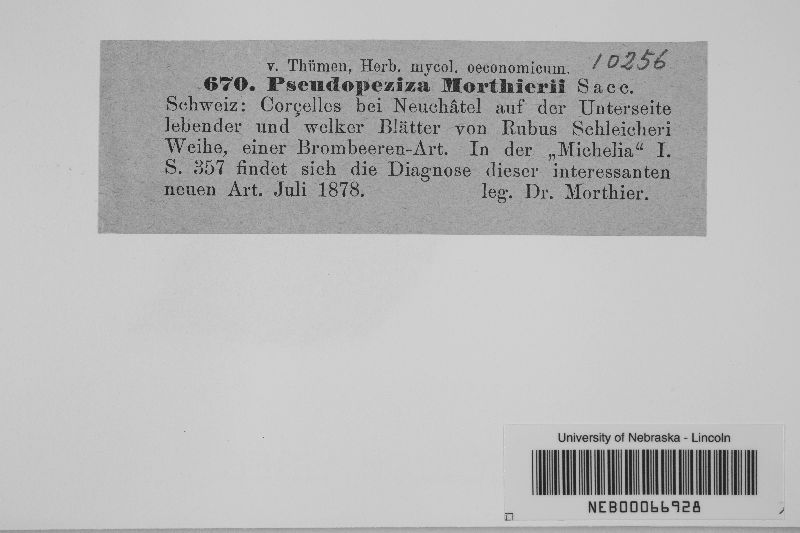 v. Thümen, Herb. mycol. oeconomicum. 10256
670. Pseudopeziza Morthierii Sacc.
Schweiz: Corçelles bei Neuchâtel auf der Unterseite
lebender und welker Blätter von Rubus Schleicheri
Weihe, einer Brombeeren-Art. In der „Michelia“ I.
S. 357 findet sich die Diagnose dieser interessanten
neuen Art. Juli 1878. leg. Dr. Morthier.
University of Nebraska - Lincoln
NEB00066928